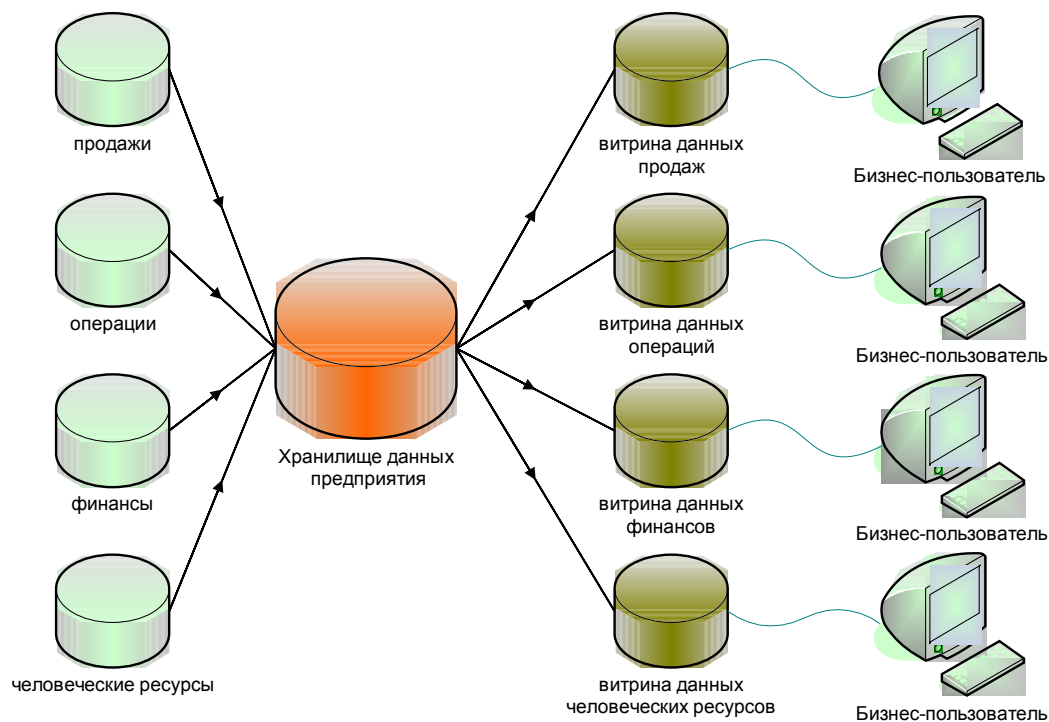 продажи
витрина данных
продаж
Бизнес-пользователь
операции
витрина данных
операций
Бизнес-пользователь
Хранилище данных
предприятия
финансы
витрина данных
финансов
Бизнес-пользователь
человеческие ресурсы
витрина данных
человеческих ресурсов
Бизнес-пользователь